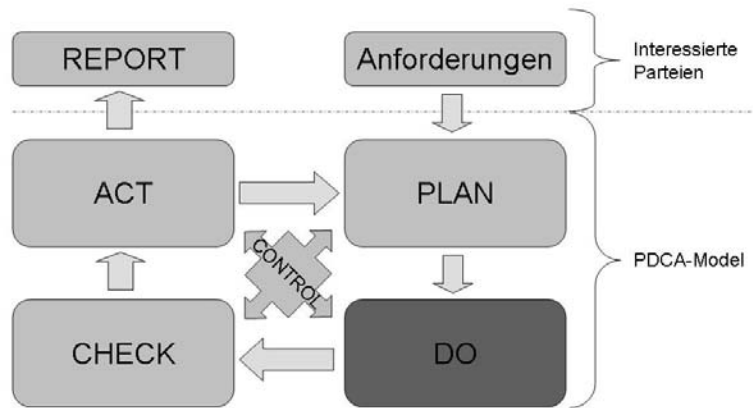 REPORT
Anforderungen
Interessierte
Parteien
ACT
PLAN
CONTROL
PDCA-Model
CHECK
DO